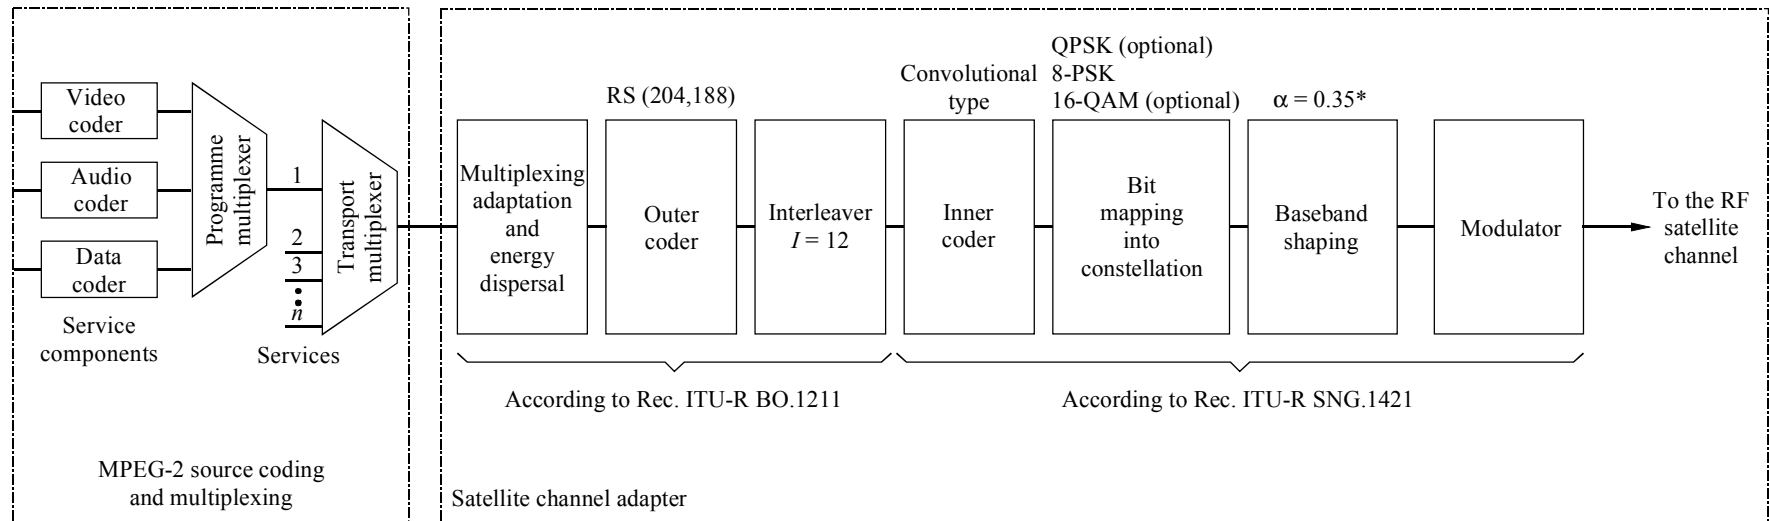 Video
coder
Audio
coder
Data
coder
Service
components
Programme
multiplexer
1
2
3
n
Services
Transport
multiplexer
MPEG-2 source coding
and multiplexing
Multiplexing
adaptation
and
energy
dispersal
RS (204,188)
Outer
coder
Interleaver
I = 12
Convolutional
type
Inner
coder
QPSK (optional)
8-PSK
16-QAM (optional)
Bit
mapping
into
constellation
α = 0.35*
Baseband
shaping
Modulator
To the RF
satellite
channel
According to Rec. ITU-R BO.1211
According to Rec. ITU-R SNG.1421
Satellite channel adapter